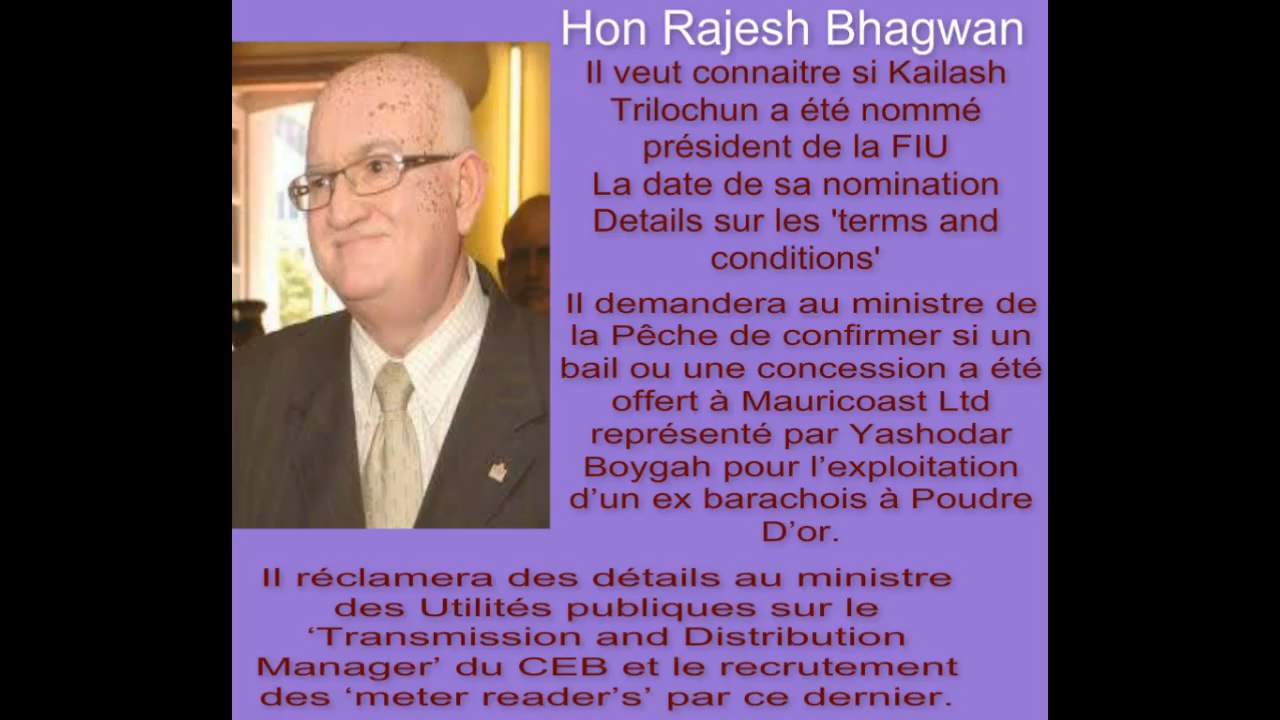 Hon Rajesh Bhagwan
Il veut connaitre si Kailash
Trilochun a été nommé
président de la FIU
La date de sa nomination
Details sur les 'terms and
conditions'
Il demandera au ministre de
la Pêche de confirmer si un
bail ou une concession a été
offert à Mauricoast Ltd
représenté par Yashodar
Boygah pour l’exploitation
d’un ex barachois à Poudre
D’or.
Il réclamera des détails au ministre
des Utilités publiques sur le
‘Transmission and Distribution
Manager’ du CEB et le recrutement
des ‘meter reader’s’ par ce dernier.